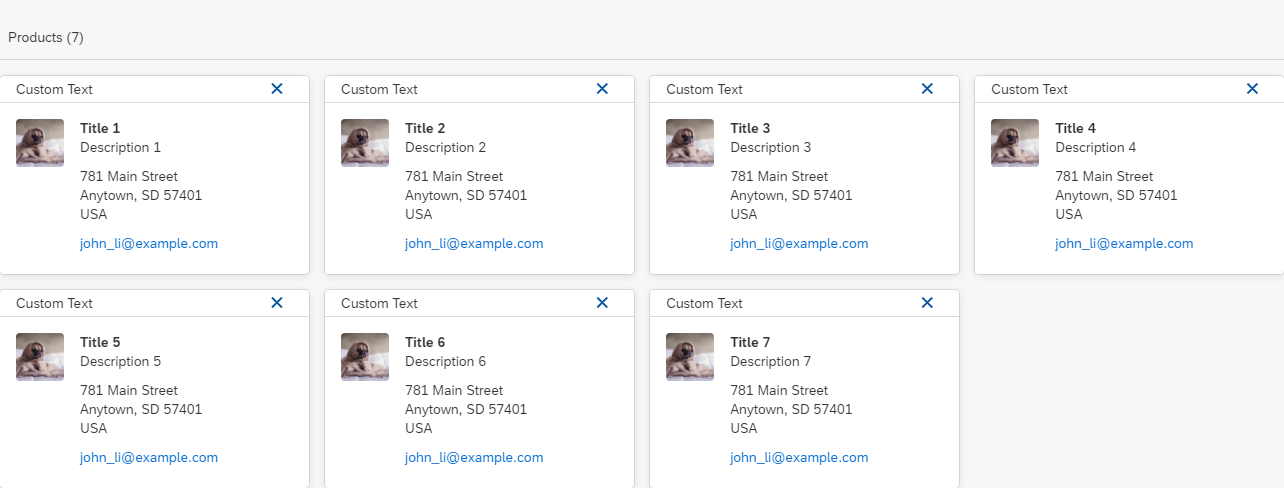 Products (7)
Custom Text
Title 1
Description 1
781 Main Street
Anytown, SD 57401
USA
john_li@example.com
Custom Text
Title 2
Description 2
781 Main Street
Anytown, SD 57401
USA
john_li@example.com
Custom Text
Title 3
Description 3
781 Main Street
Anytown, SD 57401
USA
john_li@example.com
Custom Text
Title 4
Description 4
781 Main Street
Anytown, SD 57401
USA
john_li@example.com
Custom Text
Title 5
Description 5
781 Main Street
Anytown, SD 57401
USA
john_li@example.com
Custom Text
Title 6
Description 6
781 Main Street
Anytown, SD 57401
USA
john_li@example.com
Custom Text
Title 7
Description 7
781 Main Street
Anytown, SD 57401
USA
john_li@example.com